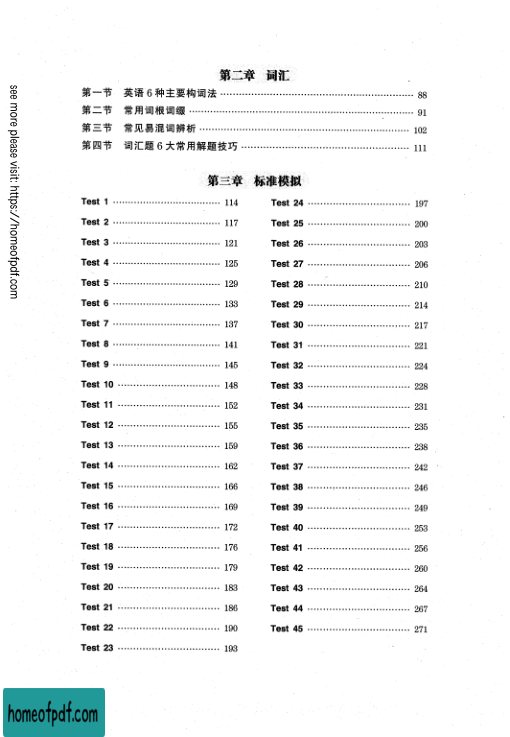 第二章 词汇
第一节 英语6种主要构词法 …… 88
第二节 常用词根词缀 …… 91
第三节 常见易混词辨析 …… 102
第四节 词汇题6大常用解题技巧 …… 111
第三章 标准模拟
Test 1 …… 114
Test 2 …… 117
Test 3 …… 121
Test 4 …… 125
Test 5 …… 129
Test 6 …… 133
Test 7 …… 137
Test 8 …… 141
Test 9 …… 145
Test 10 …… 148
Test 11 …… 152
Test 12 …… 155
Test 13 …… 159
Test 14 …… 162
Test 15 …… 166
Test 16 …… 169
Test 17 …… 172
Test 18 …… 176
Test 19 …… 179
Test 20 …… 183
Test 21 …… 186
Test 22 …… 190
Test 23 …… 193
Test 24 …… 197
Test 25 …… 200
Test 26 …… 203
Test 27 …… 206
Test 28 …… 210
Test 29 …… 214
Test 30 …… 217
Test 31 …… 221
Test 32 …… 224
Test 33 …… 228
Test 34 …… 231
Test 35 …… 235
Test 36 …… 238
Test 37 …… 242
Test 38 …… 246
Test 39 …… 249
Test 40 …… 253
Test 41 …… 256
Test 42 …… 260
Test 43 …… 264
Test 44 …… 267
Test 45 …… 271
see more please visit: https://homeofpdf.com
homeofpdf.com